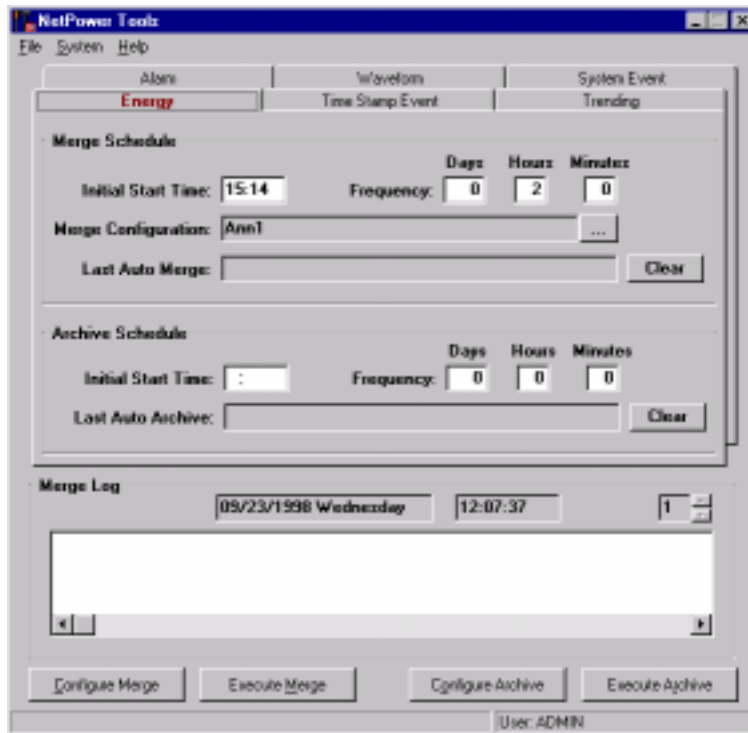 NetPower Tools
File System Help
Alarm Waveform System Event
Energy Time Stamp Event Trending
Merge Schedule
Days Hours Minutes
Initial Start Time: 15:14 Frequency: 0 2 0
Merge Configuration: Ann1 ...
Last Auto Merge: Clear
Archive Schedule
Days Hours Minutes
Initial Start Time: : Frequency: 0 0 0
Last Auto Archive: Clear
Merge Log
09/23/1998 Wednesday 12:07:37 1
Configure Merge Execute Merge Configure Archive Execute Archive
User: ADMIN